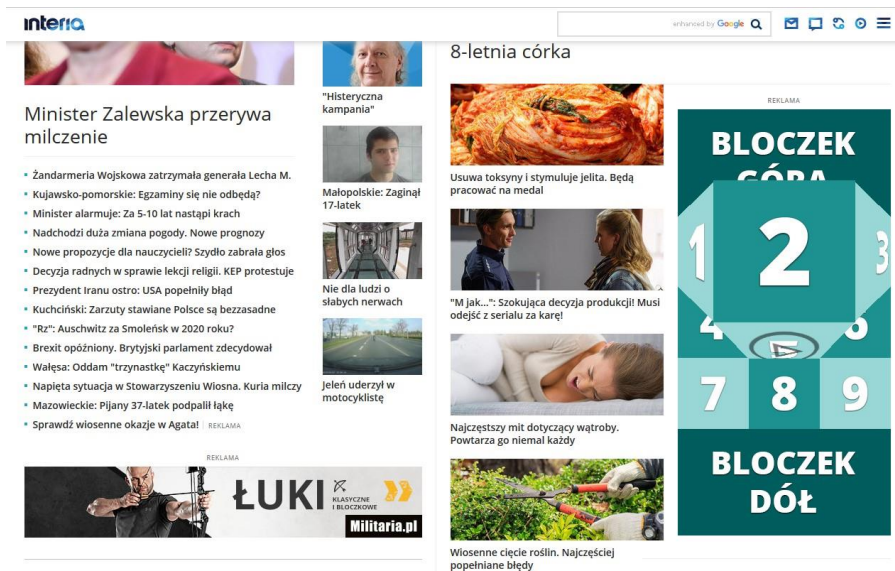 interia
enhanced by Google
Minister Zalewska przerywa
milczenie
Żandarmeria Wojskowa zatrzymała generała Lecha M.
Kujawsko-pomorskie: Egzaminy się nie odbędą?
Minister alarmuje: Za 5-10 lat nastąpi krach
Nadchodzi duża zmiana pogody. Nowe prognozy
Nowe propozycje dla nauczycieli? Szydło zabrała głos
Decyzja radnych w sprawie lekcji religii. KEP protestuje
Prezydent Iranu ostro: USA popełniły błąd
Kuchciński: Zarzuty stawiane Polsce są bezzasadne
"Rz": Auschwitz za Smoleńsk w 2020 roku?
Brexit opóźniony. Brytyjski parlament zdecydował
Wałęsa: Oddam "trzynastkę" Kaczyńskiemu
Napięta sytuacja w Stowarzyszeniu Wiosna. Kuria milczy
Mazowieckie: Pijany 37-latek podpalił łąkę
Sprawdź wiosenne okazje w Agata! REKLAMA
REKLAMA
ŁUKI
KLASYCZNE
I BLOCZKOWE
Militaria.pl
"Histeryczna
kampania"
Małopolskie: Zaginął
17-latek
Nie dla ludzi o
słabych nerwach
Jeleń uderzył w
motocyklistę
8-letnia córka
Usuwa toksyny i stymuluje jelita. Będą
pracować na medal
"M jak...": Szokująca decyzja produkcji! Musi
odejść z serialu za karę!
Najczęstszy mit dotyczący wątroby.
Powtarza go niemal każdy
Wiosenne cięcie roślin. Najczęściej
popełniane błędy
REKLAMA
BLOCZEK
GÓRA
1 2 3
4 6
7 8 9
BLOCZEK
DÓŁ